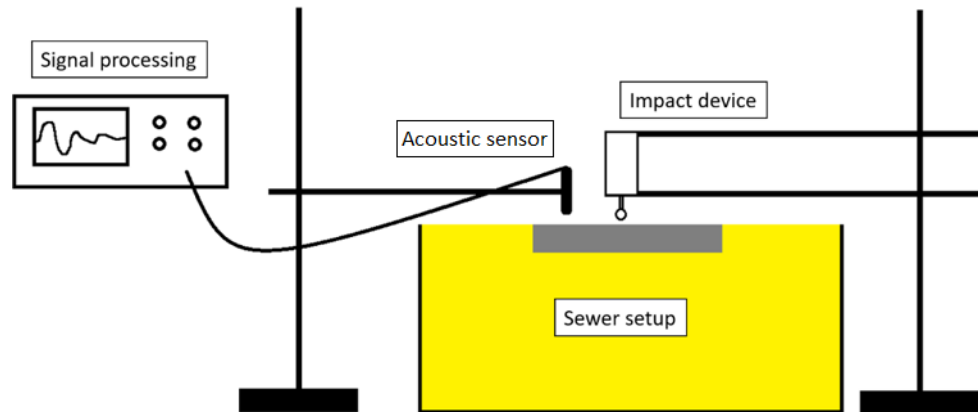 Signal processing
Impact device
Acoustic sensor
Sewer setup